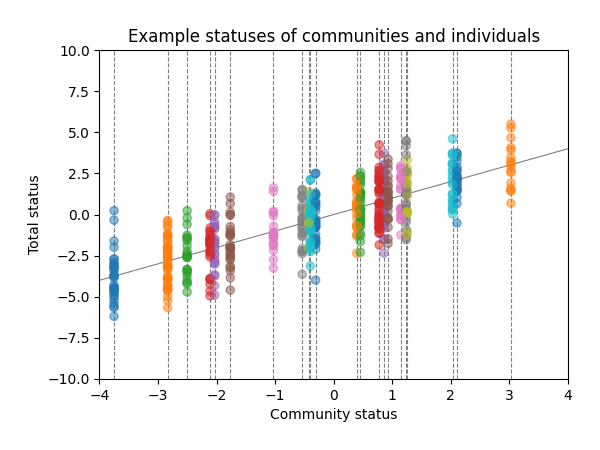 Example statuses of communities and individuals
10.0
7.5
5.0
2.5
0.0
−2.5
−5.0
−7.5
−10.0
Total status
−4 −3 −2 −1 0 1 2 3 4
Community status